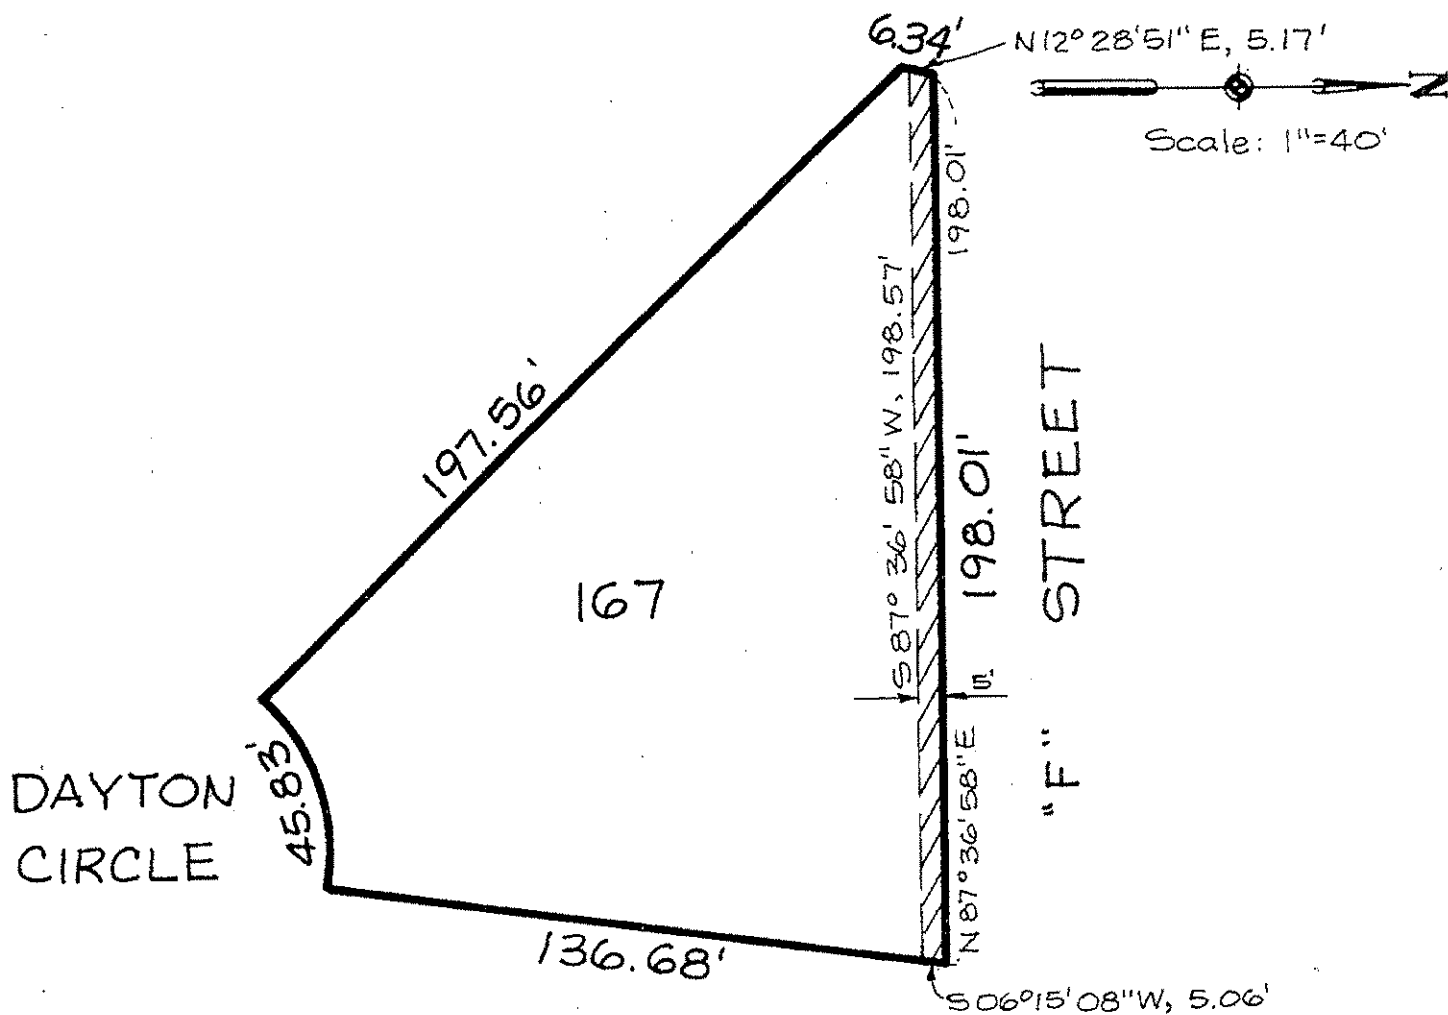 6.34'
N12°28'51"E, 5.17'
N
Scale: 1"=40'
198.01'
S87°36'58"W, 198.57'
197.56'
198.01'
"F" STREET
167
5'
N87°36'58"E
DAYTON
CIRCLE
45.83'
136.68'
S06°15'08"W, 5.06'